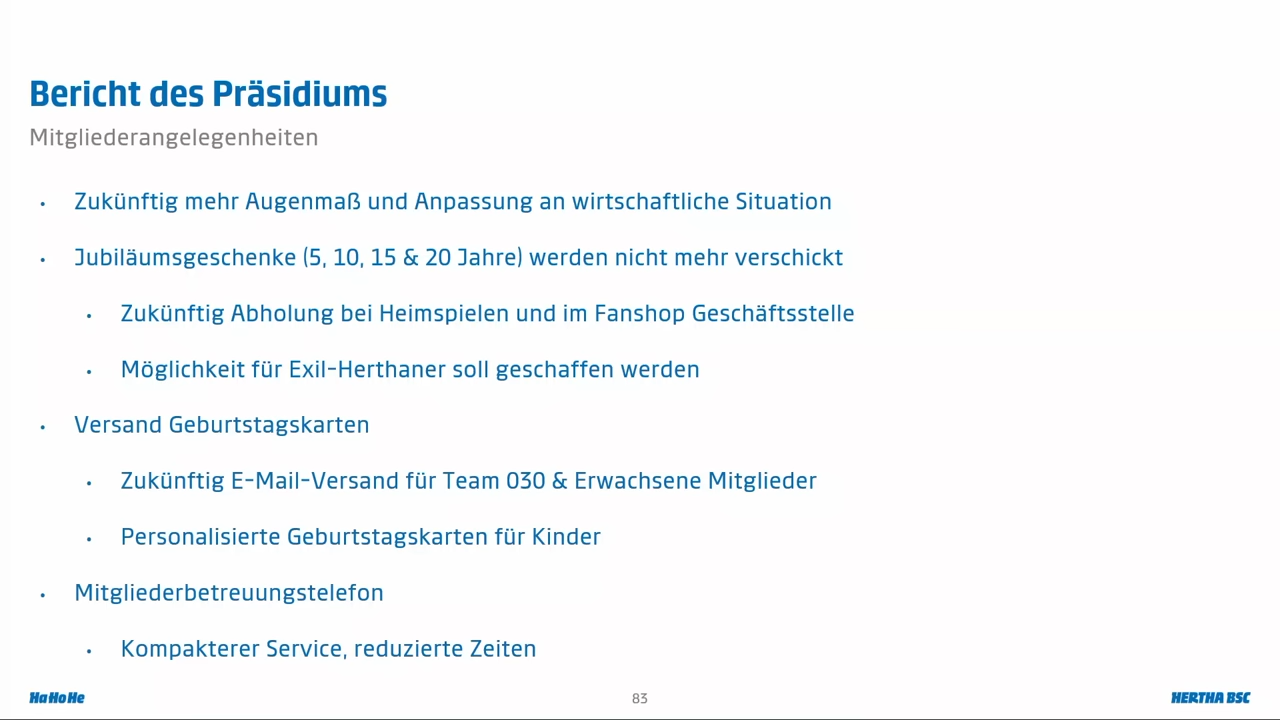 Bericht des Präsidiums
Mitgliederangelegenheiten
• Zukünftig mehr Augenmaß und Anpassung an wirtschaftliche Situation
• Jubiläumsgeschenke (5, 10, 15 & 20 Jahre) werden nicht mehr verschickt
• Zukünftig Abholung bei Heimspielen und im Fanshop Geschäftsstelle
• Möglichkeit für Exil-Herthaner soll geschaffen werden
• Versand Geburtstagskarten
• Zukünftig E-Mail-Versand für Team 030 & Erwachsene Mitglieder
• Personalisierte Geburtstagskarten für Kinder
• Mitgliederbetreuungstelefon
• Kompakterer Service, reduzierte Zeiten
HaHoHe
83
HERTHA BSC